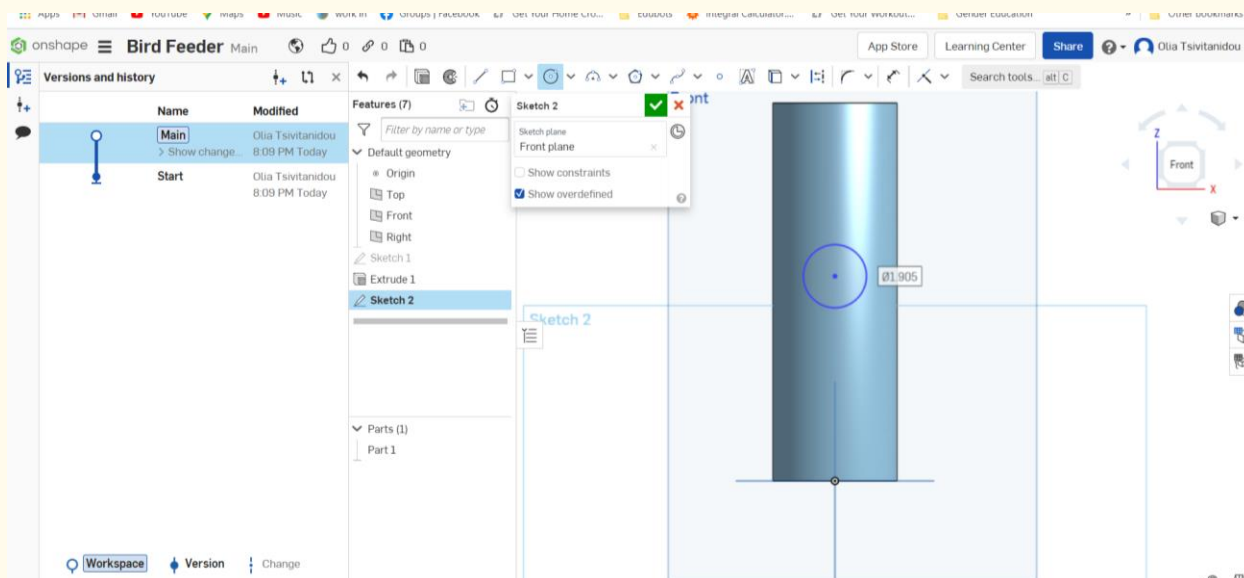 Apps Gmail YouTube Maps Music Work in Groups | Facebook Get Your Home Cro... Edubots Integral Calculator:... Get Your Workout... Gender Education » Other bookmarks
onshape Bird Feeder Main 0 0 0 App Store Learning Center Share Olia Tsivitanidou
Versions and history
Search tools... alt C
Name Modified
Main Olia Tsivitanidou
> Show change... 8:09 PM Today
Start Olia Tsivitanidou
8:09 PM Today
Workspace Version Change
Features (7)
Filter by name or type
Default geometry
Origin
Top
Front
Right
Sketch 1
Extrude 1
Sketch 2
Parts (1)
Part 1
Sketch 2
Sketch plane
Front plane
Show constraints
Show overdefined
Ø1.905
Sketch 2
Z
Front
X